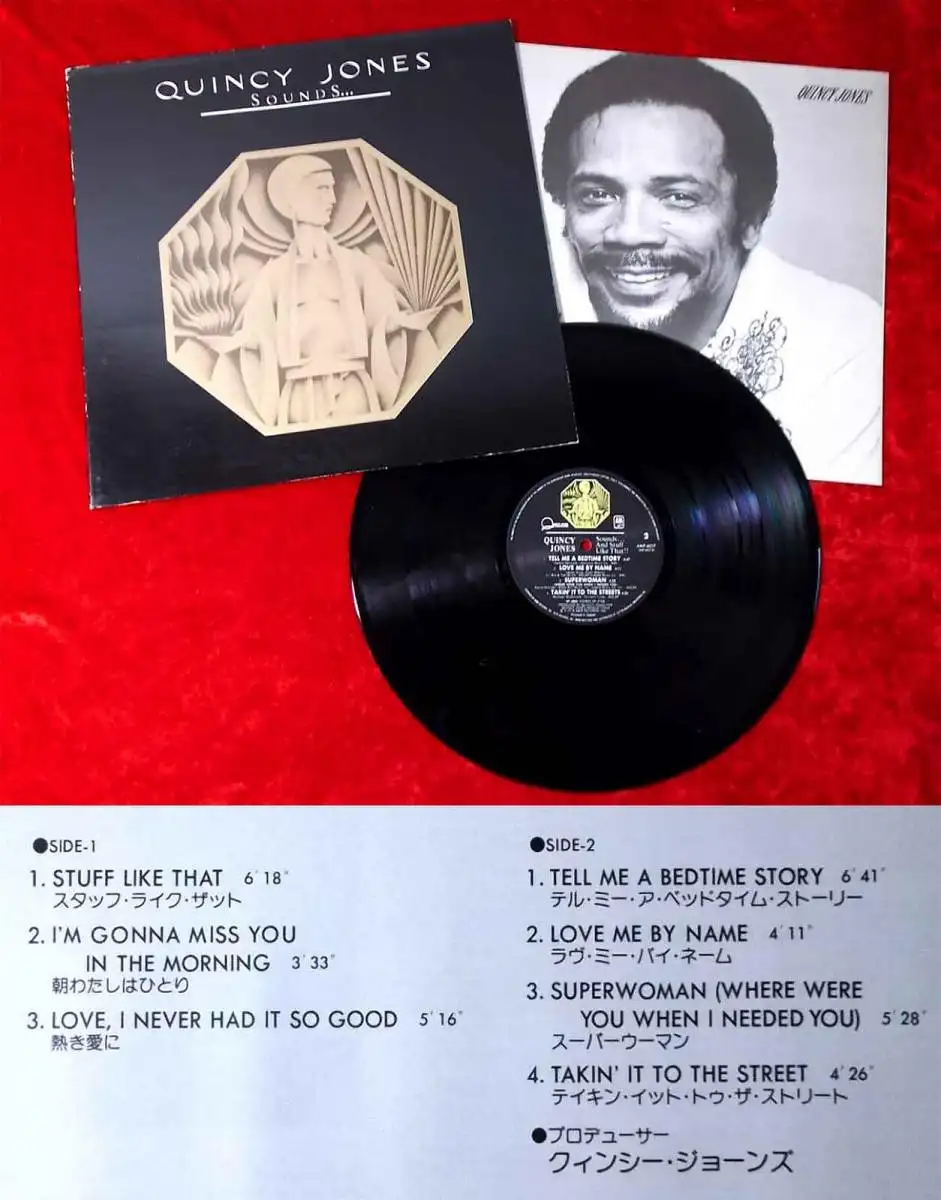 QUINCY JONES
SOUNDS...
QUINCY JONES
QUINCY
JONES
Sounds...
And Stuff
Like That!!
3
TELL ME A BEDTIME STORY
LOVE ME BY NAME
SUPERWOMAN
TAKIN' IT TO THE STREETS
●SIDE-1
1. STUFF LIKE THAT 6′18″
スタッフ・ライク・ザット
2. I'M GONNA MISS YOU
IN THE MORNING 3′33″
朝わたしはひとり
3. LOVE, I NEVER HAD IT SO GOOD 5′16″
熱き愛に
●SIDE-2
1. TELL ME A BEDTIME STORY 6′41″
テル・ミー・ア・ベッドタイム・ストーリー
2. LOVE ME BY NAME 4′11″
ラヴ・ミー・バイ・ネーム
3. SUPERWOMAN (WHERE WERE
YOU WHEN I NEEDED YOU) 5′28″
スーパーウーマン
4. TAKIN' IT TO THE STREET 4′26″
テイキン・イット・トゥ・ザ・ストリート
●プロデューサー
クィンシー・ジョーンズ